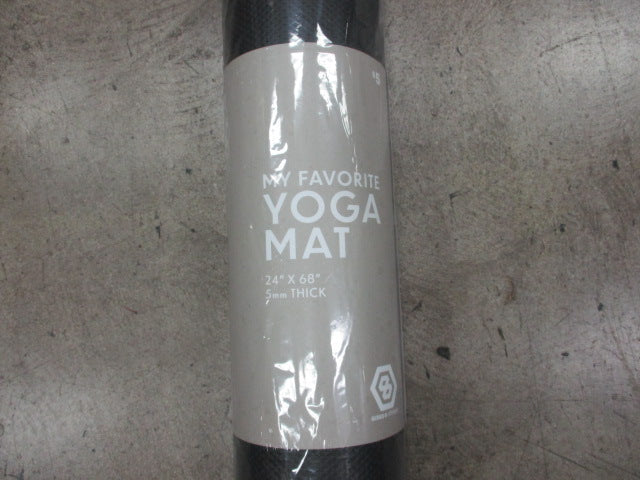 MY FAVORITE
YOGA
MAT
24" X 68"
5mm THICK